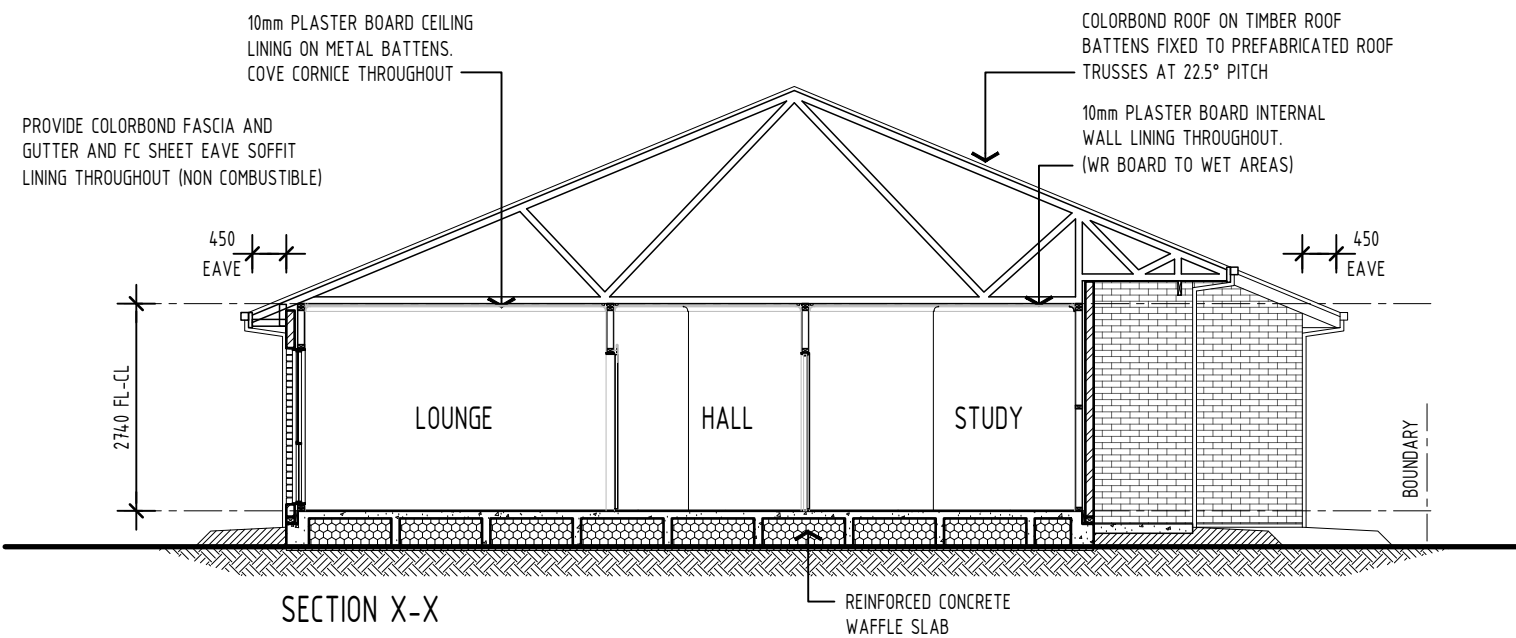 10mm PLASTER BOARD CEILING
LINING ON METAL BATTENS.
COVE CORNICE THROUGHOUT
COLORBOND ROOF ON TIMBER ROOF
BATTENS FIXED TO PREFABRICATED ROOF
TRUSSES AT 22.5° PITCH
PROVIDE COLORBOND FASCIA AND
GUTTER AND FC SHEET EAVE SOFFIT
LINING THROUGHOUT (NON COMBUSTIBLE)
10mm PLASTER BOARD INTERNAL
WALL LINING THROUGHOUT.
(WR BOARD TO WET AREAS)
450
EAVE
450
EAVE
2740 FL-CL
LOUNGE
HALL
STUDY
BOUNDARY
SECTION X-X
REINFORCED CONCRETE
WAFFLE SLAB